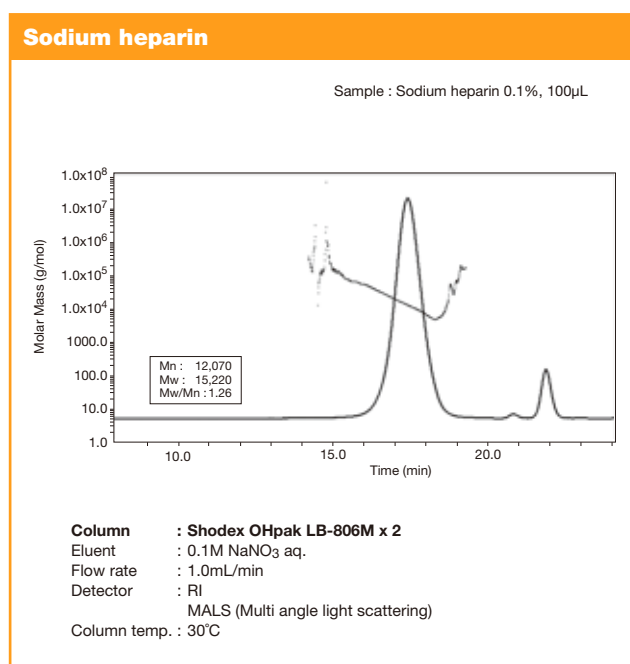 Sodium heparin
Sample : Sodium heparin 0.1%, 100µL
1.0x10⁸
1.0x10⁷
1.0x10⁶
1.0x10⁵
1.0x10⁴
1000.0
100.0
10.0
1.0
Molar Mass (g/mol)
Mn : 12,070
Mw : 15,220
Mw/Mn : 1.26
10.0 15.0 20.0
Time (min)
Column : Shodex OHpak LB-806M x 2
Eluent : 0.1M NaNO₃ aq.
Flow rate : 1.0mL/min
Detector : RI
MALS (Multi angle light scattering)
Column temp. : 30˚C